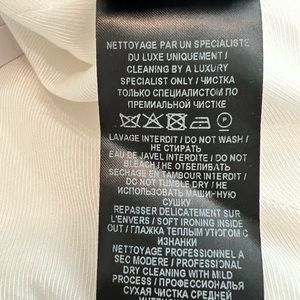 NETTOYAGE PAR UN SPECIALISTE
DU LUXE UNIQUEMENT /
CLEANING BY A LUXURY
SPECIALIST ONLY / ЧИСТКА
ТОЛЬКО СПЕЦИАЛИСТОМ ПО
ПРЕМИАЛЬНОЙ ЧИСТКЕ
P
LAVAGE INTERDIT / DO NOT WASH /
НЕ СТИРАТЬ
EAU DE JAVEL INTERDITE / DO NOT
BLEACH / НЕ ОТБЕЛИВАТЬ
SECHAGE EN TAMBOUR INTERDIT /
DO NOT TUMBLE DRY / НЕ
ИСПОЛЬЗОВАТЬ МАШИННУЮ
СУШКУ
REPASSER DELICATEMENT SUR
L'ENVERS / SOFT IRONING INSIDE
OUT / ГЛАЖКА ТЕПЛЫМ УТЮГОМ С
ИЗНАНКИ
NETTOYAGE PROFESSIONNEL A
SEC MODERE / PROFESSIONAL
DRY CLEANING WITH MILD
PROCESS / ПРОФЕССИОНАЛЬНАЯ
СУХАЯ ЧИСТКА СРЕДНЕЙ